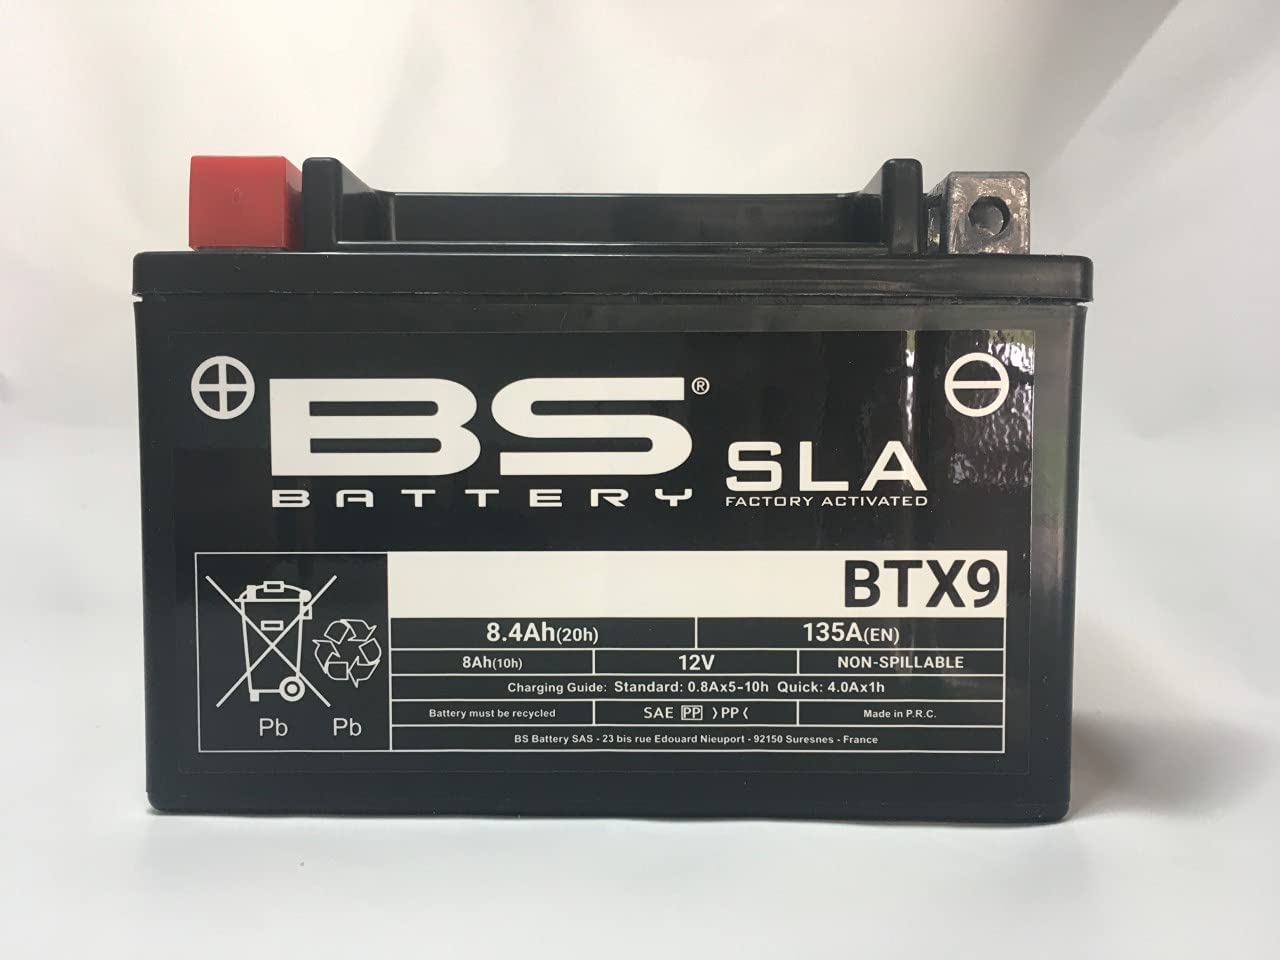 BS®
BATTERY
SLA
FACTORY ACTIVATED
BTX9
8.4Ah(20h) 135A(EN)
8Ah(10h) 12V NON-SPILLABLE
Charging Guide: Standard: 0.8Ax5-10h Quick: 4.0Ax1h
Battery must be recycled SAE PP >PP< Made in P.R.C.
BS Battery SAS - 23 bis rue Edouard Nieuport - 92150 Suresnes - France
Pb Pb